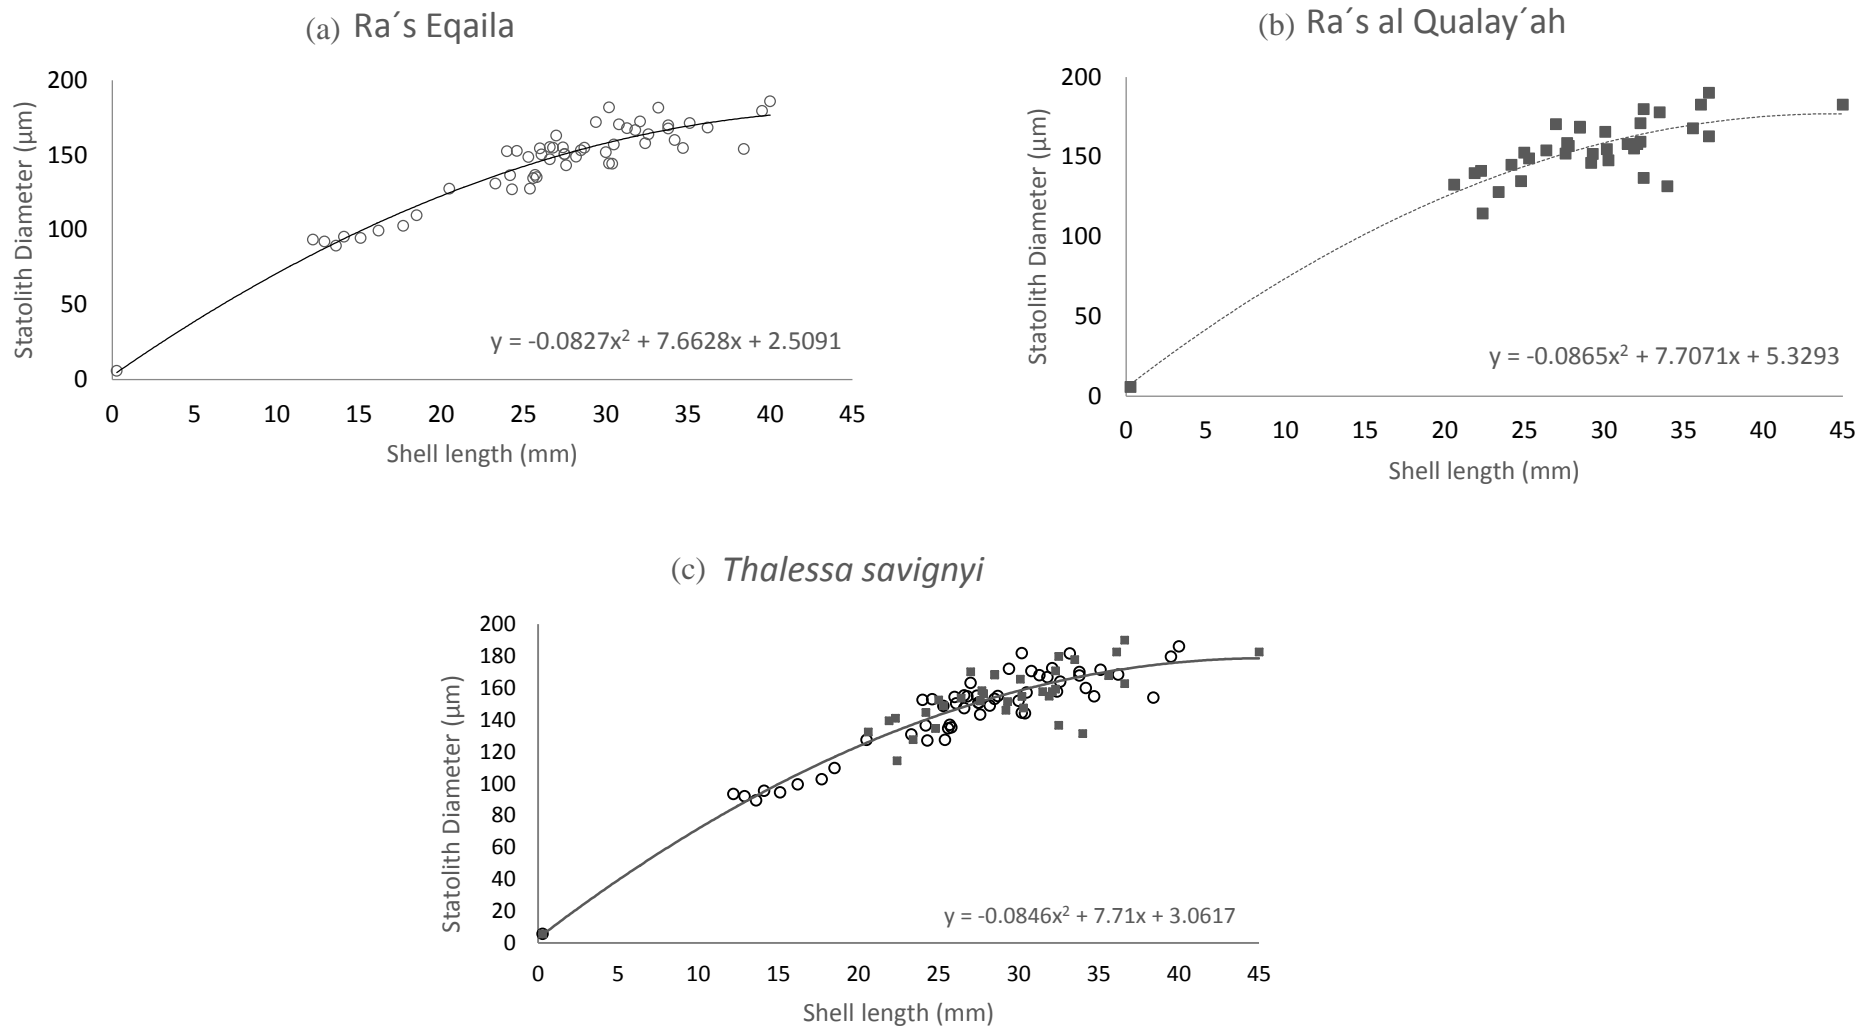 (a) Ra´s Eqaila
200
150
100
50
0
Statolith Diameter (µm)
y = -0.0827x² + 7.6628x + 2.5091
0 5 10 15 20 25 30 35 40 45
Shell length (mm)
(b) Ra´s al Qualay´ah
200
150
100
50
0
Statolith Diameter (µm)
y = -0.0865x² + 7.7071x + 5.3293
0 5 10 15 20 25 30 35 40 45
Shell length (mm)
(c) Thalessa savignyi
200
180
160
140
120
100
80
60
40
20
0
Statolith Diameter (µm)
y = -0.0846x² + 7.71x + 3.0617
0 5 10 15 20 25 30 35 40 45
Shell length (mm)